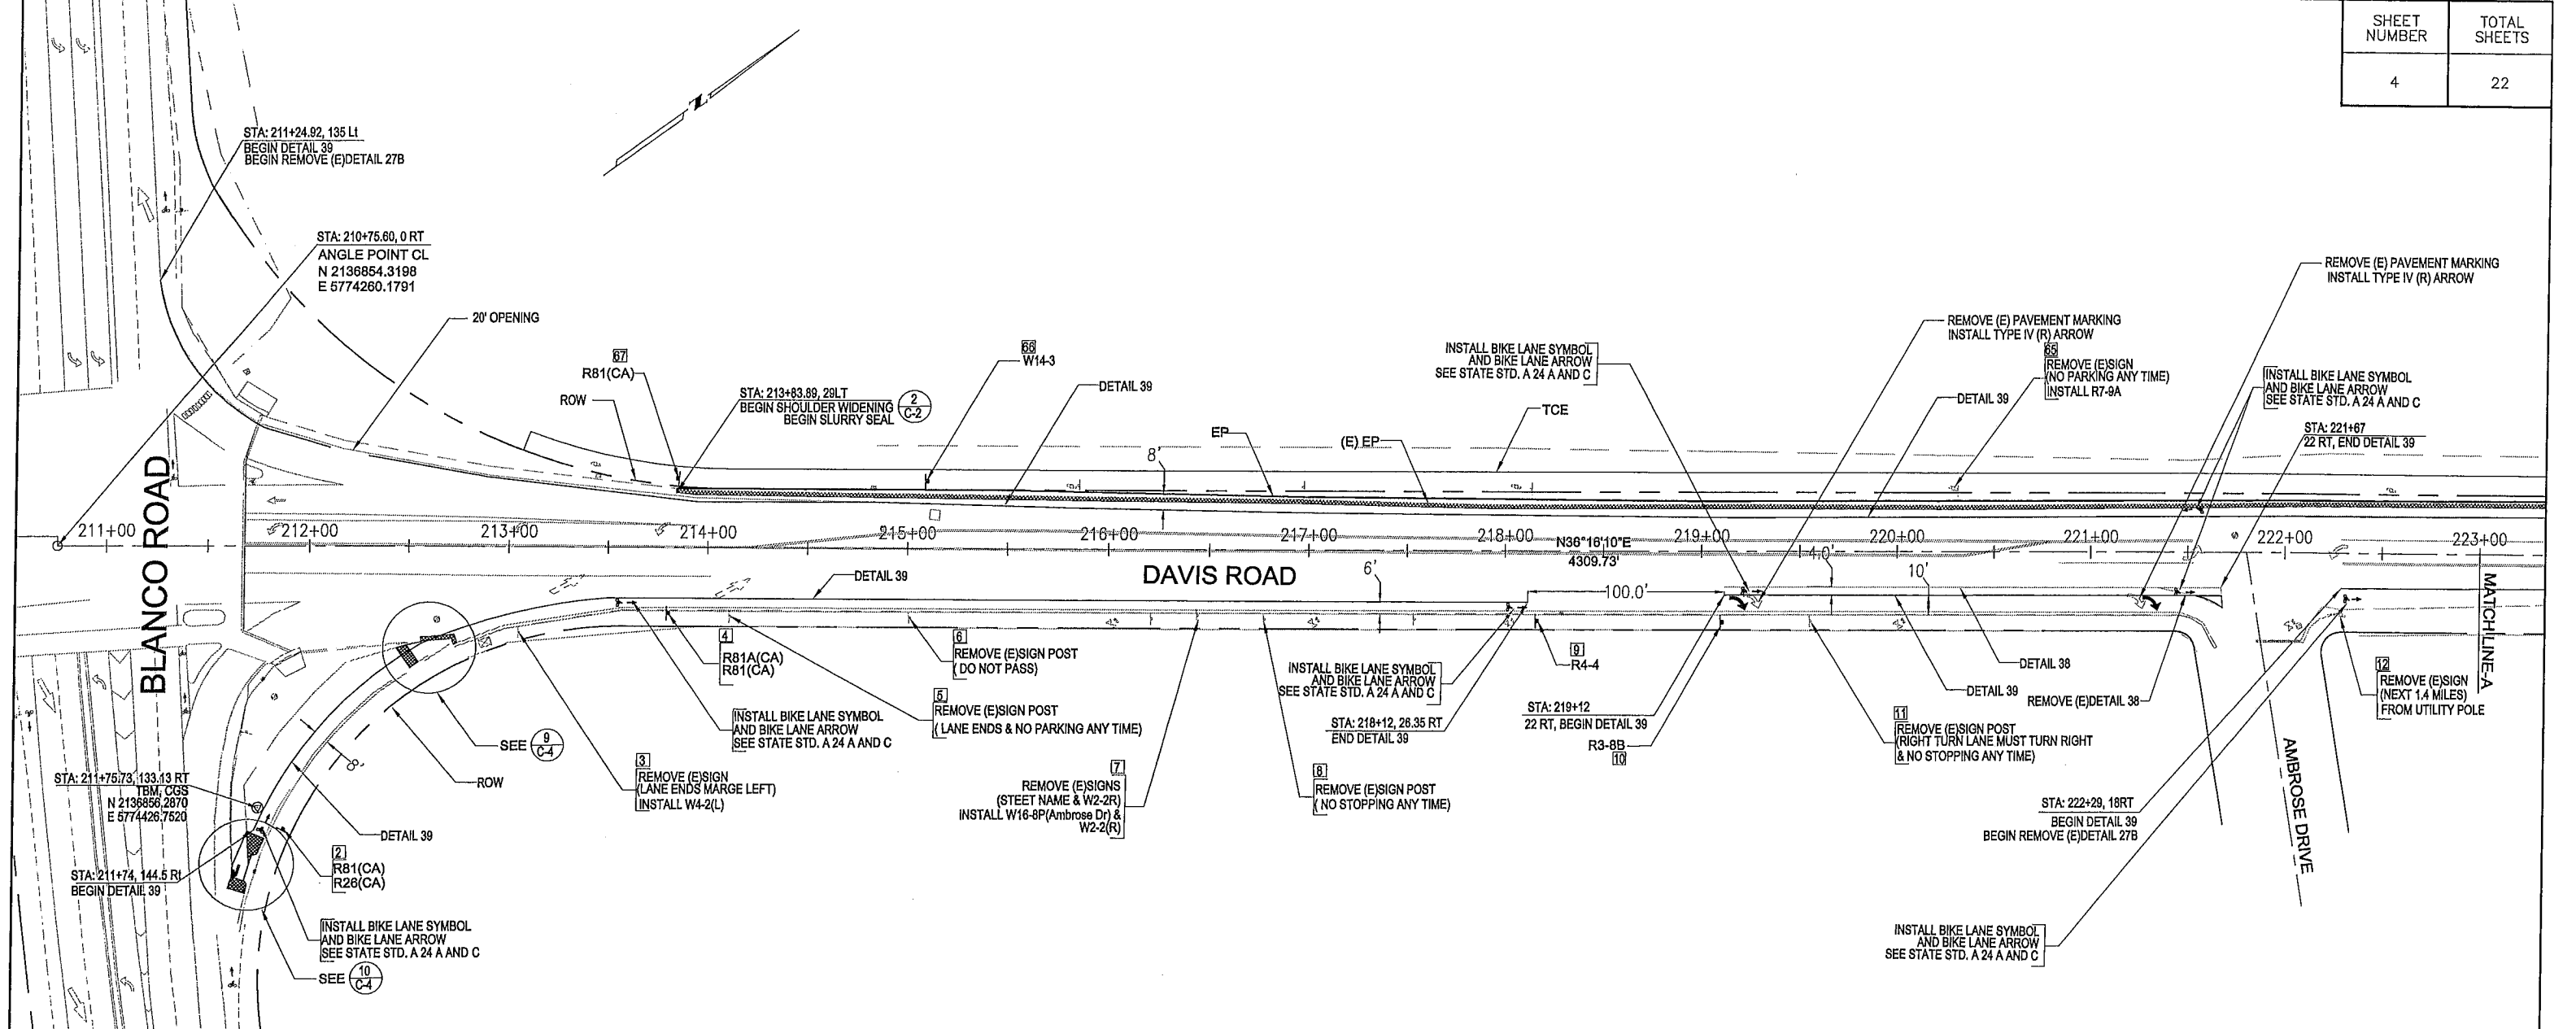 SHEET
NUMBER
TOTAL
SHEETS
4
22
STA: 211+24.92, 135 Lt
BEGIN DETAIL 39
BEGIN REMOVE (E)DETAIL 27B
Z
STA: 210+75.60, 0 RT
ANGLE POINT CL
N 2136854.3198
E 5774260.1791
20' OPENING
67
R81(CA)
ROW
STA: 213+83.89, 29LT
BEGIN SHOULDER WIDENING
BEGIN SLURRY SEAL
2
C-2
66
W14-3
DETAIL 39
8'
EP
(E) EP
TCE
INSTALL BIKE LANE SYMBOL
AND BIKE LANE ARROW
SEE STATE STD. A 24 A AND C
REMOVE (E) PAVEMENT MARKING
INSTALL TYPE IV (R) ARROW
65
REMOVE (E)SIGN
(NO PARKING ANY TIME)
INSTALL R7-9A
DETAIL 39
REMOVE (E) PAVEMENT MARKING
INSTALL TYPE IV (R) ARROW
INSTALL BIKE LANE SYMBOL
AND BIKE LANE ARROW
SEE STATE STD. A 24 A AND C
STA: 221+67
22 RT, END DETAIL 39
BLANCO ROAD
211+00
212+00
213+00
214+00
215+00
216+00
217+00
218+00
219+00
220+00
221+00
222+00
223+00
N36°16'10"E
4309.73'
DAVIS ROAD
DETAIL 39
6'
100.0'
4.0'
10'
MATCHLINE-A
4
R81A(CA)
R81(CA)
6
REMOVE (E)SIGN POST
( DO NOT PASS)
5
REMOVE (E)SIGN POST
( LANE ENDS & NO PARKING ANY TIME)
INSTALL BIKE LANE SYMBOL
AND BIKE LANE ARROW
SEE STATE STD. A 24 A AND C
SEE
9
C-4
ROW
8'
3
REMOVE (E)SIGN
(LANE ENDS MARGE LEFT)
INSTALL W4-2(L)
7
REMOVE (E)SIGNS
(STEET NAME & W2-2R)
INSTALL W16-8P(Ambrose Dr) &
W2-2(R)
INSTALL BIKE LANE SYMBOL
AND BIKE LANE ARROW
SEE STATE STD. A 24 A AND C
STA: 218+12, 26.35 RT
END DETAIL 39
8
REMOVE (E)SIGN POST
( NO STOPPING ANY TIME)
9
R4-4
STA: 219+12
22 RT, BEGIN DETAIL 39
R3-8B
10
DETAIL 38
DETAIL 39
REMOVE (E)DETAIL 38
11
REMOVE (E)SIGN POST
(RIGHT TURN LANE MUST TURN RIGHT
& NO STOPPING ANY TIME)
12
REMOVE (E)SIGN
(NEXT 1.4 MILES)
FROM UTILITY POLE
AMBROSE DRIVE
STA: 222+29, 18RT
BEGIN DETAIL 39
BEGIN REMOVE (E)DETAIL 27B
INSTALL BIKE LANE SYMBOL
AND BIKE LANE ARROW
SEE STATE STD. A 24 A AND C
STA: 211+75.73, 133.13 RT
TBM, CGS
N 2136856.2870
E 5774426.7520
DETAIL 39
2
R81(CA)
R26(CA)
STA: 211+74, 144.5 Rt
BEGIN DETAIL 39
INSTALL BIKE LANE SYMBOL
AND BIKE LANE ARROW
SEE STATE STD. A 24 A AND C
SEE
10
C-4